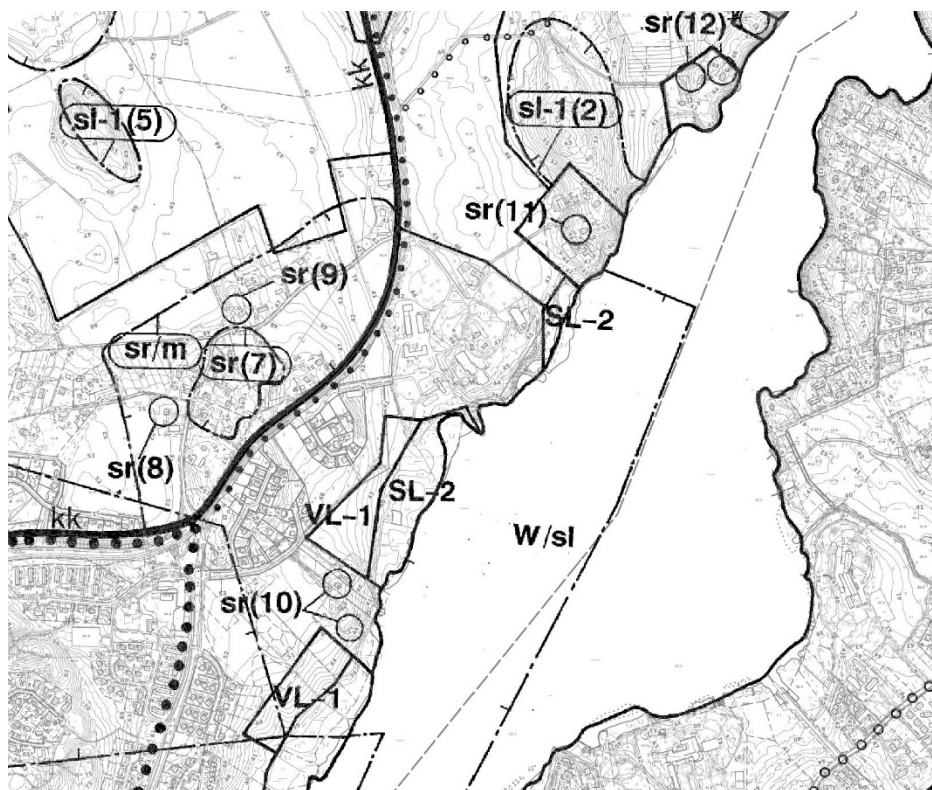 sr(12)
kk
sl-1(5)
sl-1(2)
sr(11)
sr(9)
SL-2
sr/m
sr(7)
sr(8)
SL-2
VL-1
kk
W/sl
sr(10)
VL-1